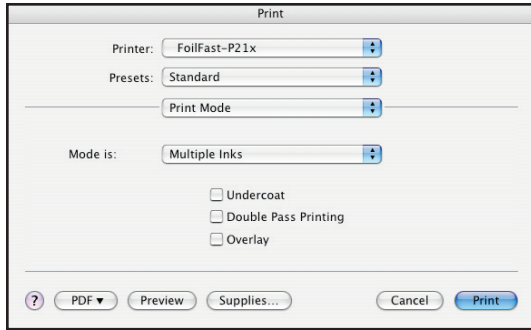 Print
Printer: FoilFast-P21x
Presets: Standard
Print Mode
Mode is: Multiple Inks
Undercoat
Double Pass Printing
Overlay
? PDF ▼ Preview Supplies... Cancel Print